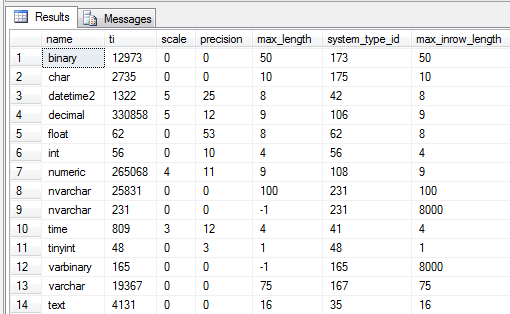 Results Messages
name ti scale precision max_length system_type_id max_inrow_length
1 binary 12973 0 0 50 173 50
2 char 2735 0 0 10 175 10
3 datetime2 1322 5 25 8 42 8
4 decimal 330858 5 12 9 106 9
5 float 62 0 53 8 62 8
6 int 56 0 10 4 56 4
7 numeric 265068 4 11 9 108 9
8 nvarchar 25831 0 0 100 231 100
9 nvarchar 231 0 0 -1 231 8000
10 time 809 3 12 4 41 4
11 tinyint 48 0 3 1 48 1
12 varbinary 165 0 0 -1 165 8000
13 varchar 19367 0 0 75 167 75
14 text 4131 0 0 16 35 16